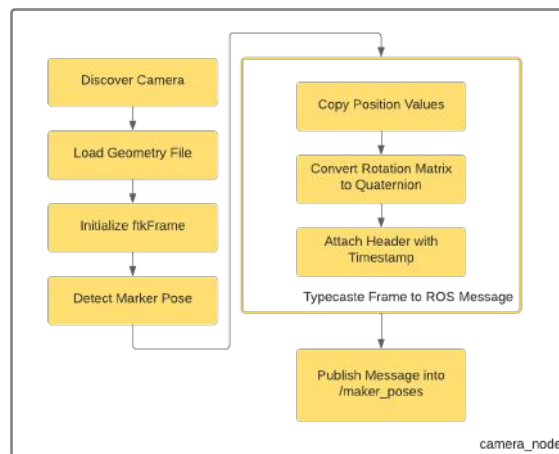 Discover Camera
Load Geometry File
Initialize ftkFrame
Detect Marker Pose
Copy Position Values
Convert Rotation Matrix
to Quaternion
Attach Header with
Timestamp
Typecaste Frame to ROS Message
Publish Message into
/maker_poses
camera_node